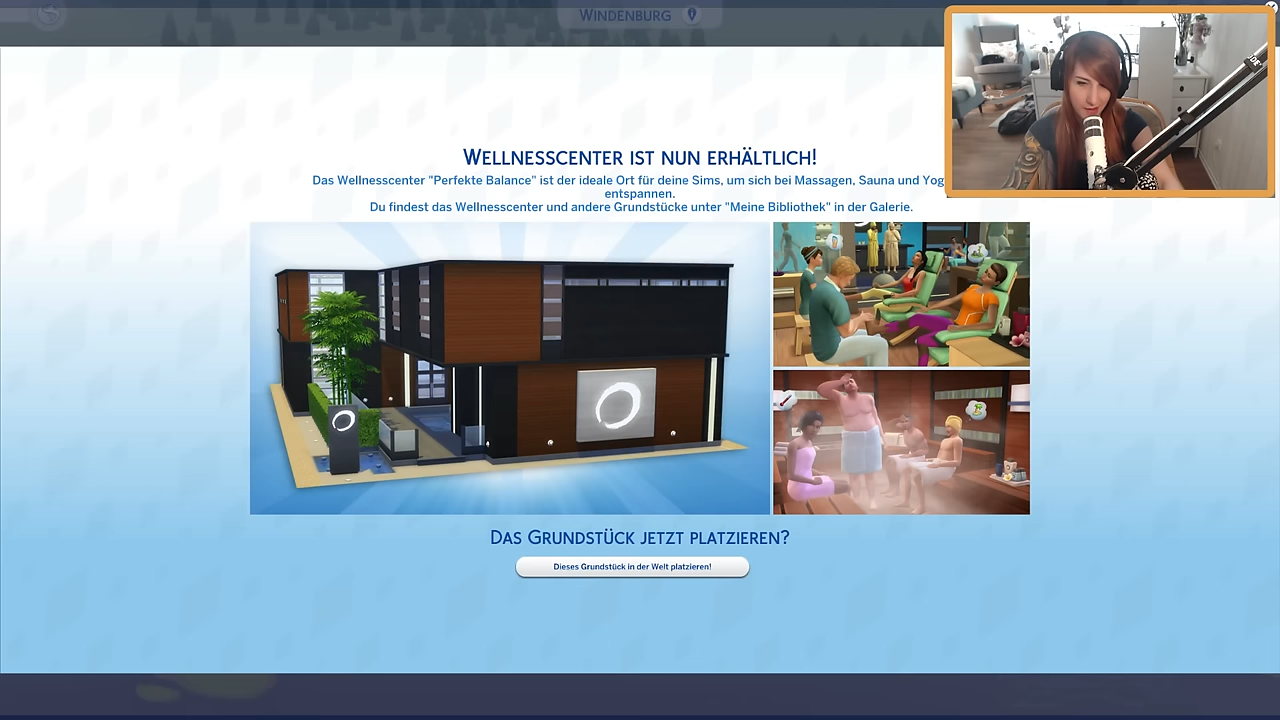 WINDENBURG
WELLNESSCENTER IST NUN ERHÄLTLICH!
Das Wellnesscenter "Perfekte Balance" ist der ideale Ort für deine Sims, um sich bei Massagen, Sauna und Yog
entspannen.
Du findest das Wellnesscenter und andere Grundstücke unter "Meine Bibliothek" in der Galerie.
DAS GRUNDSTÜCK JETZT PLATZIEREN?
Dieses Grundstück in der Welt platzieren!